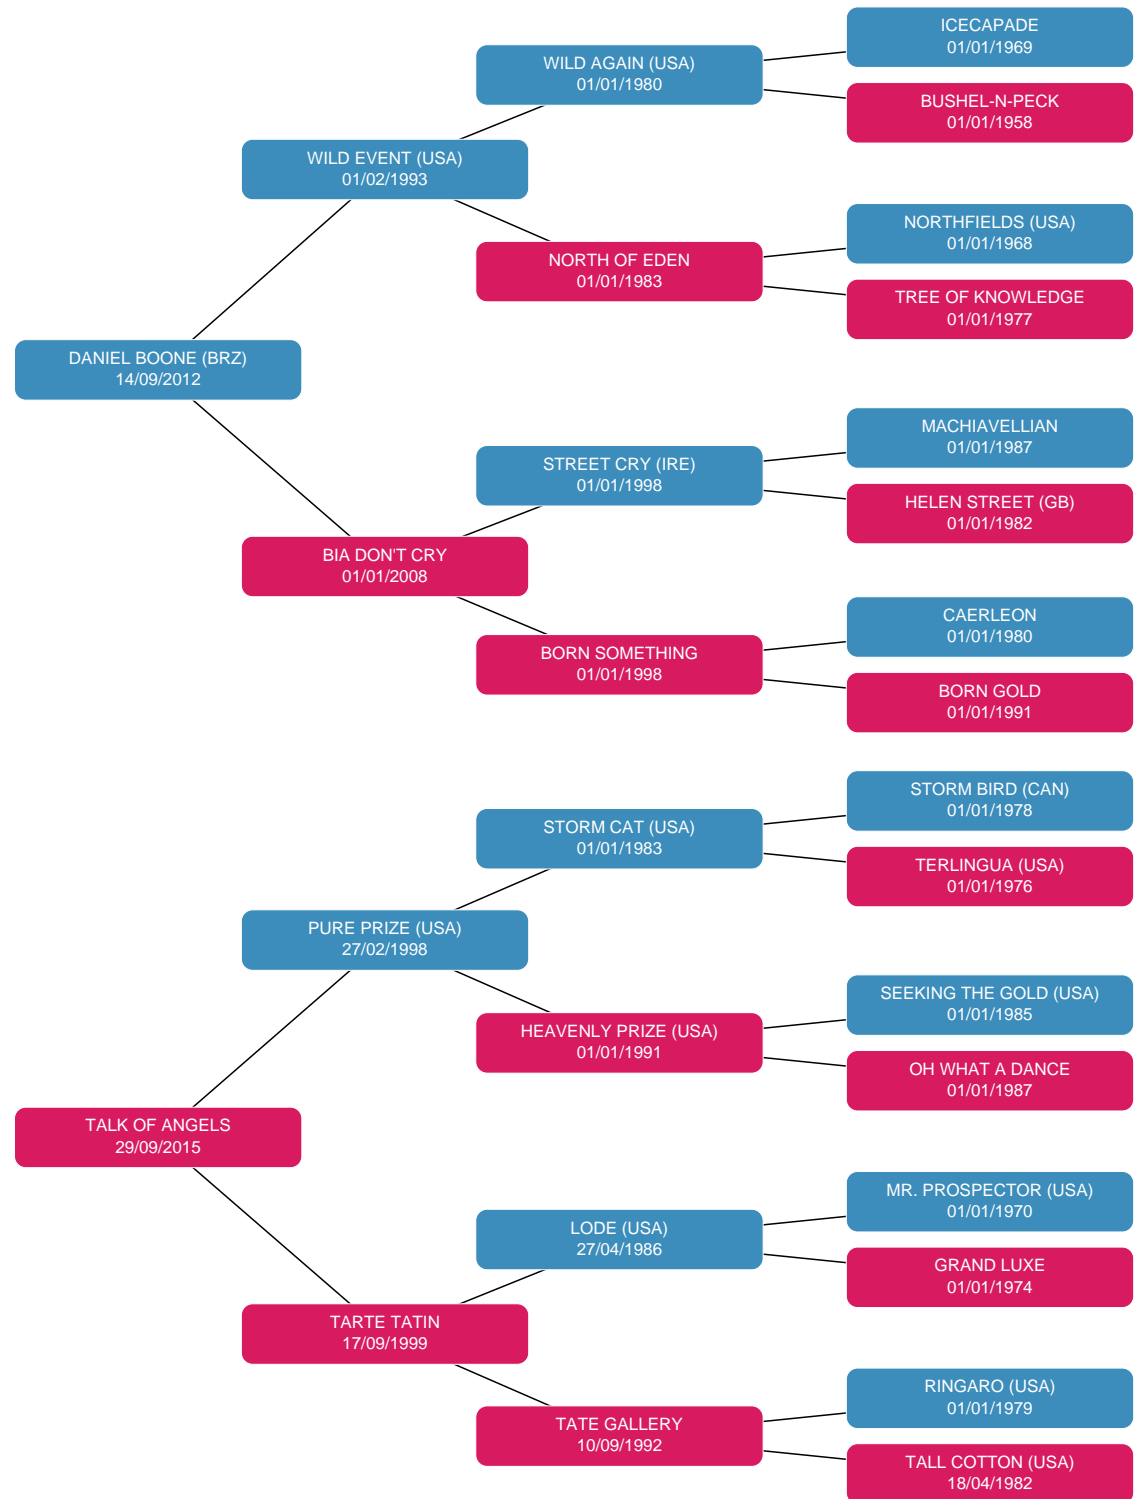 ICECAPADE
01/01/1969
WILD AGAIN (USA)
01/01/1980
BUSHEL-N-PECK
01/01/1958
WILD EVENT (USA)
01/02/1993
NORTHFIELDS (USA)
01/01/1968
NORTH OF EDEN
01/01/1983
TREE OF KNOWLEDGE
01/01/1977
DANIEL BOONE (BRZ)
14/09/2012
MACHIAVELLIAN
01/01/1987
STREET CRY (IRE)
01/01/1998
HELEN STREET (GB)
01/01/1982
BIA DON'T CRY
01/01/2008
CAERLEON
01/01/1980
BORN SOMETHING
01/01/1998
BORN GOLD
01/01/1991
STORM BIRD (CAN)
01/01/1978
STORM CAT (USA)
01/01/1983
TERLINGUA (USA)
01/01/1976
PURE PRIZE (USA)
27/02/1998
SEEKING THE GOLD (USA)
01/01/1985
HEAVENLY PRIZE (USA)
01/01/1991
OH WHAT A DANCE
01/01/1987
TALK OF ANGELS
29/09/2015
MR. PROSPECTOR (USA)
01/01/1970
LODE (USA)
27/04/1986
GRAND LUXE
01/01/1974
TARTE TATIN
17/09/1999
RINGARO (USA)
01/01/1979
TATE GALLERY
10/09/1992
TALL COTTON (USA)
18/04/1982